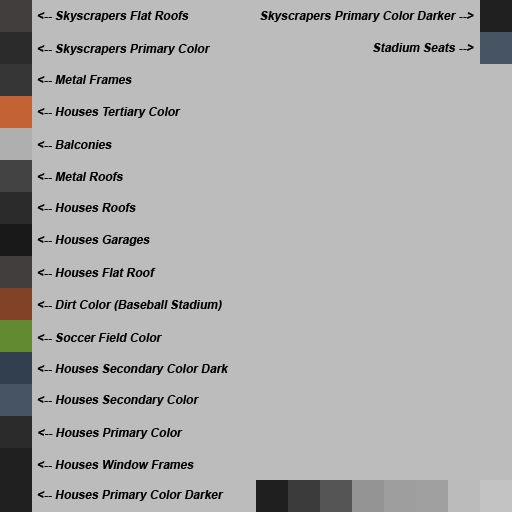 <-- Skyscrapers Flat Roofs
Skyscrapers Primary Color Darker -->
<-- Skyscrapers Primary Color
Stadium Seats -->
<-- Metal Frames
<-- Houses Tertiary Color
<-- Balconies
<-- Metal Roofs
<-- Houses Roofs
<-- Houses Garages
<-- Houses Flat Roof
<-- Dirt Color (Baseball Stadium)
<-- Soccer Field Color
<-- Houses Secondary Color Dark
<-- Houses Secondary Color
<-- Houses Primary Color
<-- Houses Window Frames
<-- Houses Primary Color Darker